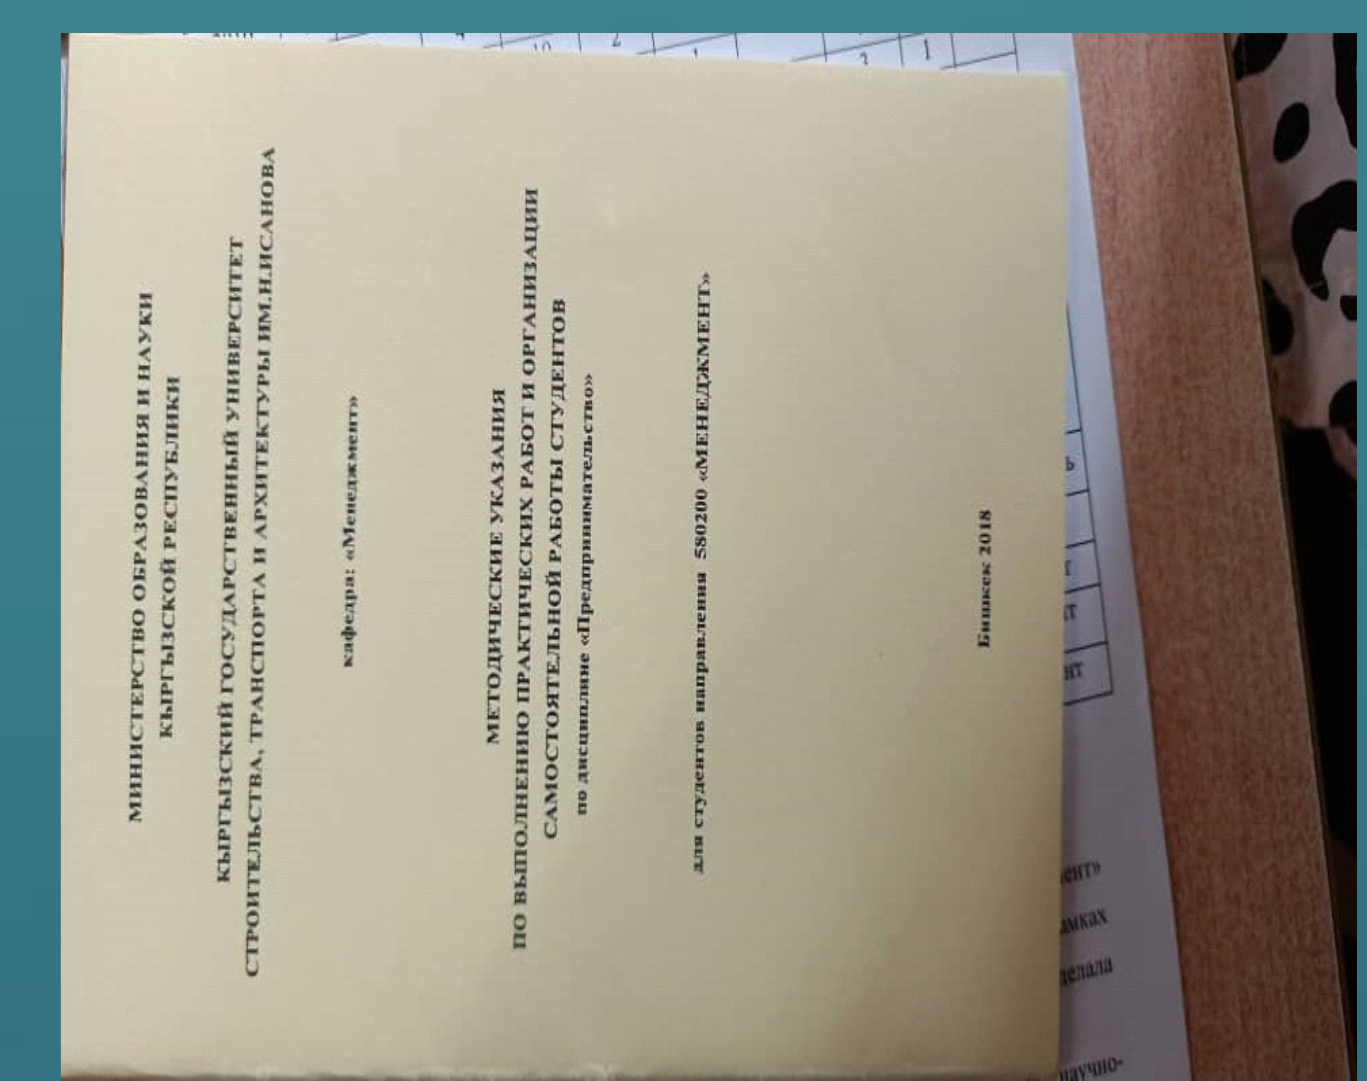 МИНИСТЕРСТВО ОБРАЗОВАНИЯ И НАУКИ
КЫРГЫЗСКОЙ РЕСПУБЛИКИ
КЫРГЫЗСКИЙ ГОСУДАРСТВЕННЫЙ УНИВЕРСИТЕТ
СТРОИТЕЛЬСТВА, ТРАНСПОРТА И АРХИТЕКТУРЫ ИМ.Н.ИСАНОВА
кафедра: «Менеджмент»
МЕТОДИЧЕСКИЕ УКАЗАНИЯ
ПО ВЫПОЛНЕНИЮ ПРАКТИЧЕСКИХ РАБОТ И ОРГАНИЗАЦИИ
САМОСТОЯТЕЛЬНОЙ РАБОТЫ СТУДЕНТОВ
по дисциплине «Предпринимательство»
для студентов направления 580200 «МЕНЕДЖМЕНТ»
Бишкек 2018